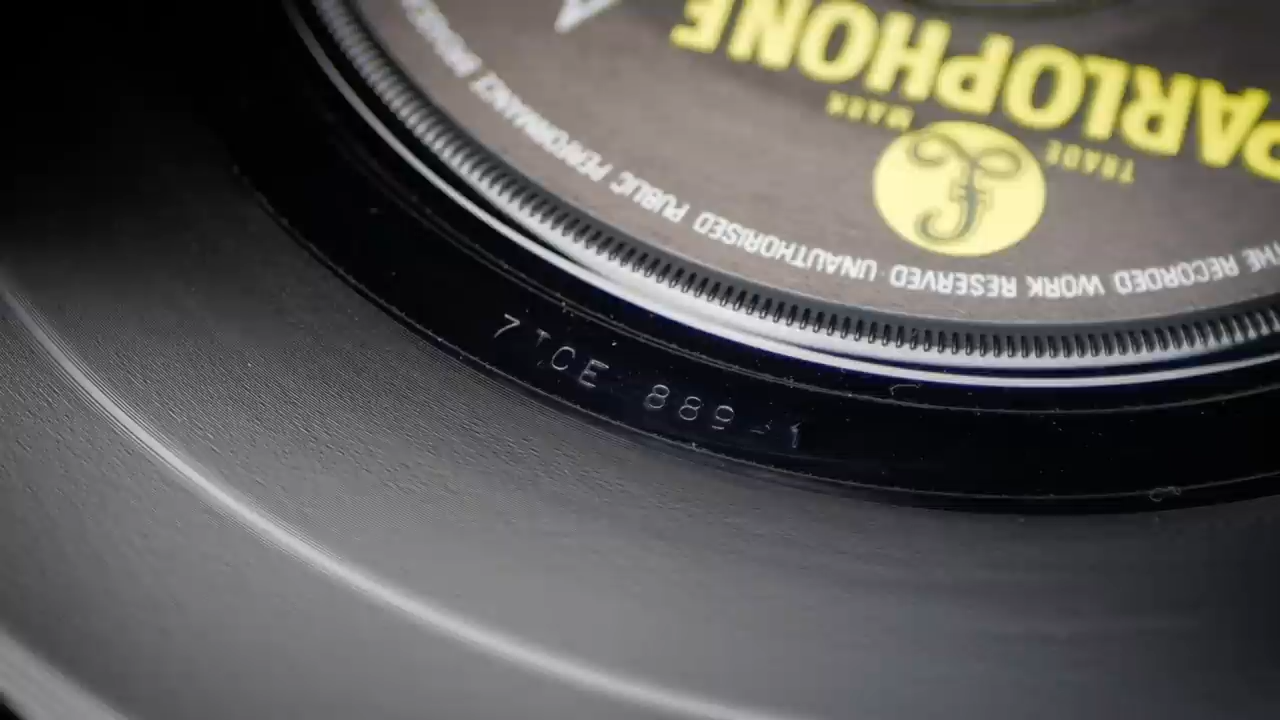 THE RECORDED WORK RESERVED UNAUTHORISED PUBLIC PERFORMANCE
PARLOPHONE
TRADE MARK
£
7TCE 889-1